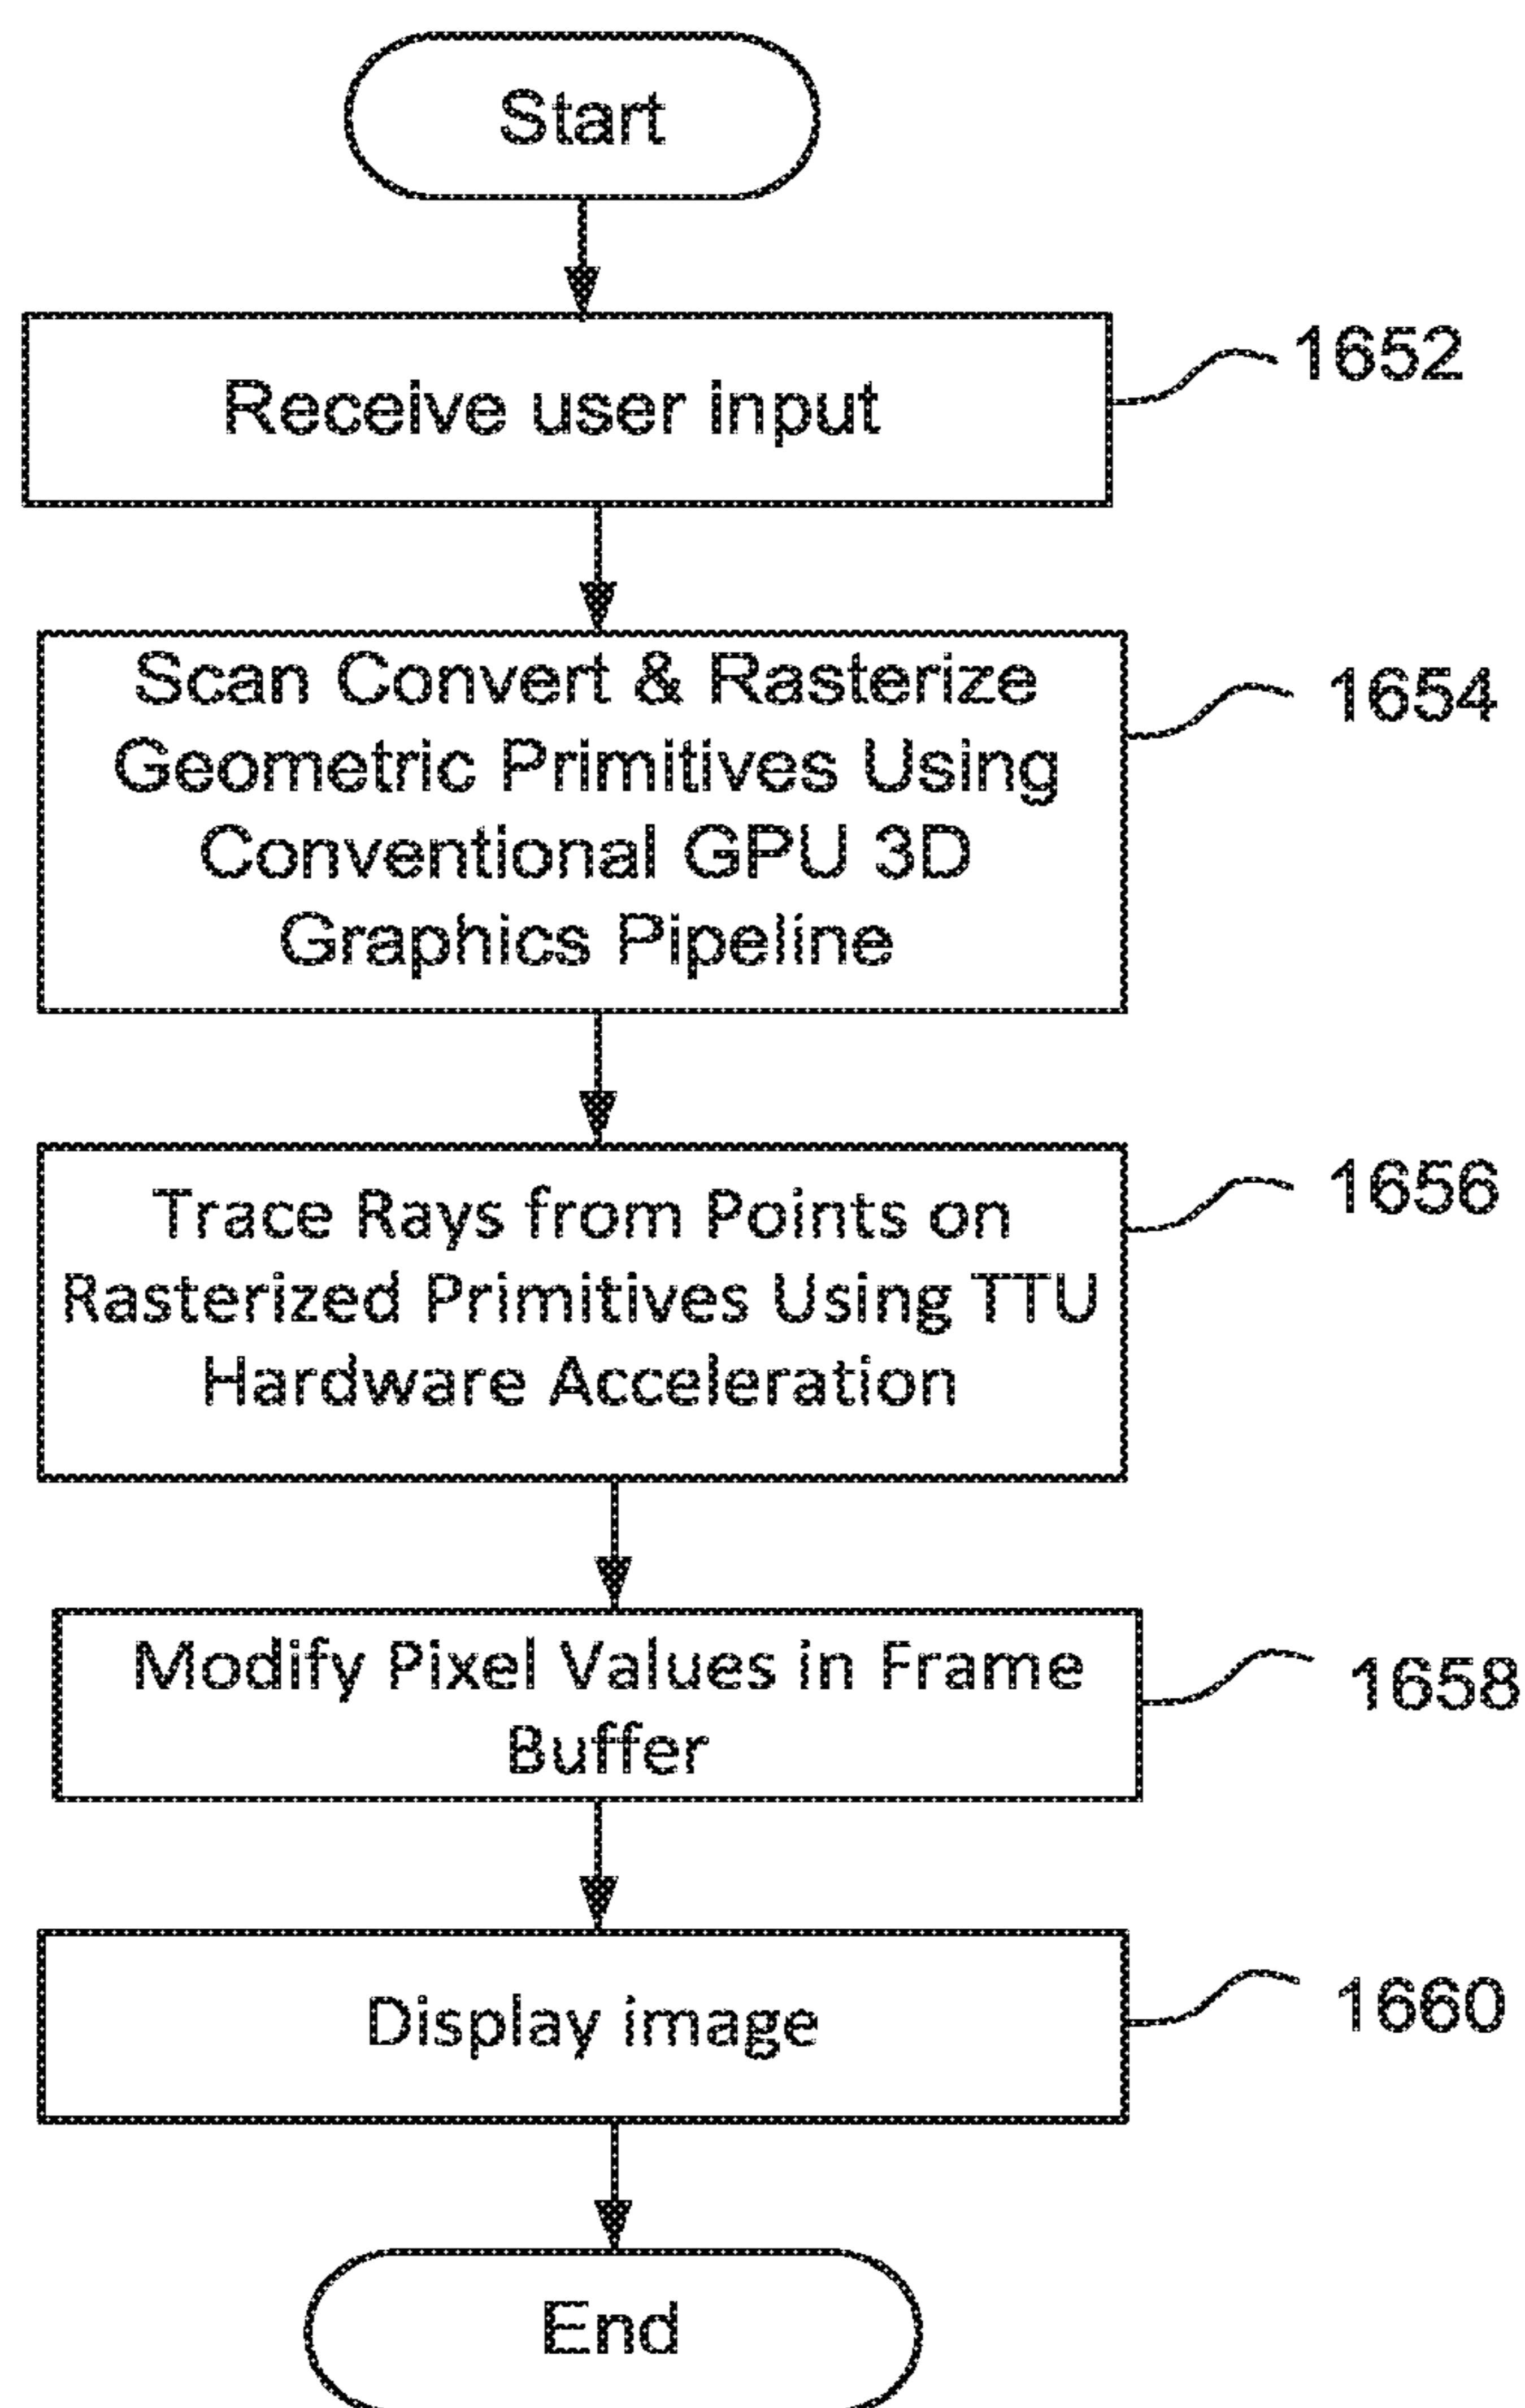 Start
Receive user input
1652
Scan Convert & Rasterize
Geometric Primitives Using
Conventional GPU 3D
Graphics Pipeline
1654
Trace Rays from Points on
Rasterized Primitives Using TTU
Hardware Acceleration
1656
Modify Pixel Values in Frame
Buffer
1658
Display image
1660
End